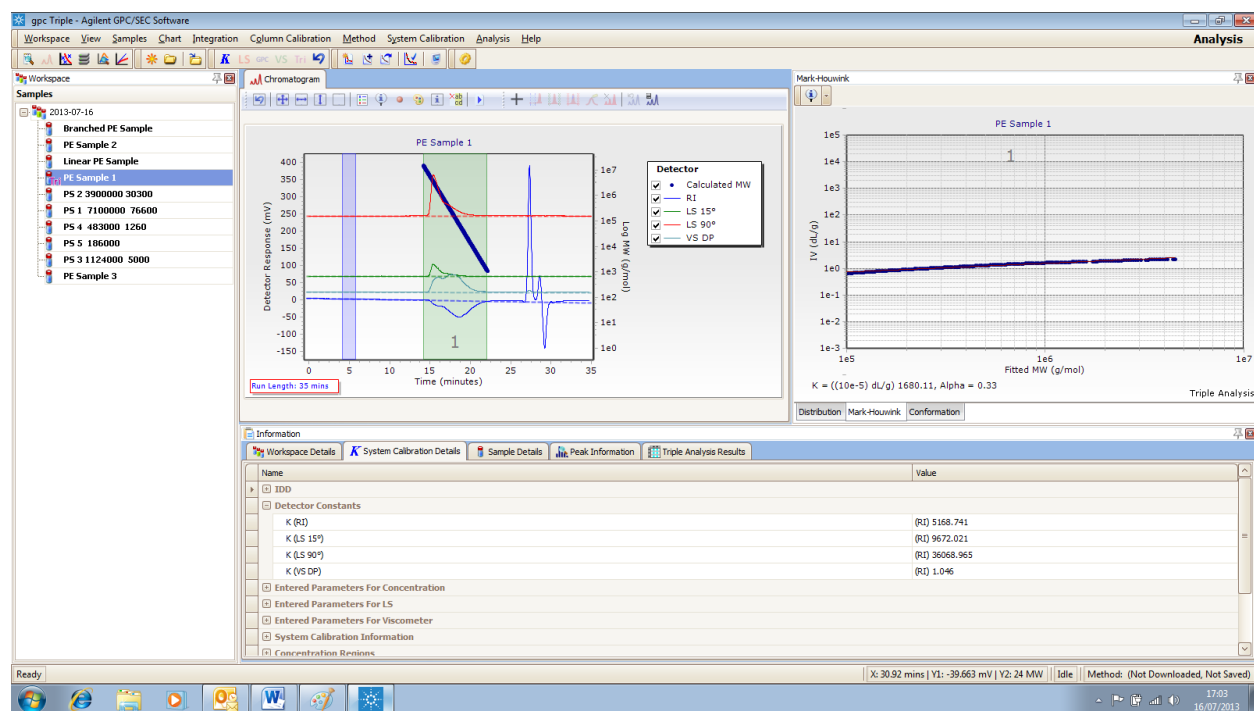 gpc Triple - Agilent GPC/SEC Software
Workspace View Samples Chart Integration Column Calibration Method System Calibration Analysis Help
Analysis
K LS GPC VS Tri
Workspace
Samples
2013-07-16
Branched PE Sample
PE Sample 2
Linear PE Sample
PE Sample 1
PS 2 3900000 30300
PS 1 7100000 76600
PS 4 483000 1260
PS 5 186000
PS 3 1124000 5000
PE Sample 3
Chromatogram
PE Sample 1
Detector Response (mV)
400
350
300
250
200
150
100
50
0
-50
-100
-150
1e7
1e6
1e5
1e4
1e3
1e2
1e1
1e0
Log MW (g/mol)
1
0 5 10 15 20 25 30 35
Time (minutes)
Run Length: 35 mins
Detector
Calculated MW
RI
LS 15°
LS 90°
VS DP
Mark-Houwink
PE Sample 1
1
IV (dL/g)
1e5
1e4
1e3
1e2
1e1
1e0
1e-1
1e-2
1e-3
1e5 1e6 1e7
Fitted MW (g/mol)
K = ((10e-5) dL/g) 1680.11, Alpha = 0.33
Triple Analysis
Distribution Mark-Houwink Conformation
Information
Workspace Details K System Calibration Details Sample Details Peak Information Triple Analysis Results
Name Value
IDD
Detector Constants
K (RI) (RI) 5168.741
K (LS 15°) (RI) 9672.021
K (LS 90°) (RI) 36068.965
K (VS DP) (RI) 1.046
Entered Parameters For Concentration
Entered Parameters For LS
Entered Parameters For Viscometer
System Calibration Information
Concentration Regions
Ready
X: 30.92 mins | Y1: -39.663 mV | Y2: 24 MW Idle Method: (Not Downloaded, Not Saved)
17:03
16/07/2013